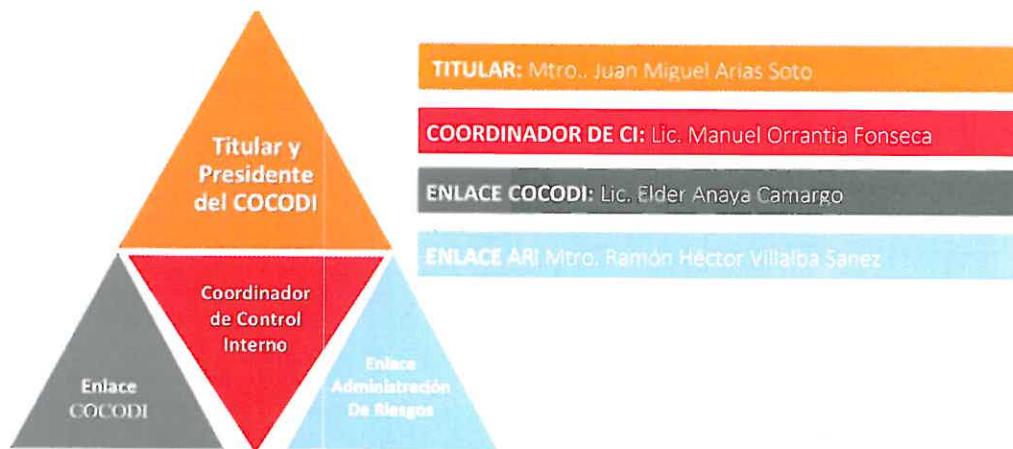 Titular y
Presidente
del COCODI
Coordinador
de Control
Interno
Enlace
COCODI
Enlace
Administración
De Riesgos
TITULAR: Mtro.. Juan Miguel Arias Soto
COORDINADOR DE CI: Lic. Manuel Orrantia Fonseca
ENLACE COCODI: Lic. Elder Anaya Camargo
ENLACE ARI Mtro. Ramón Héctor Villalba Sanez